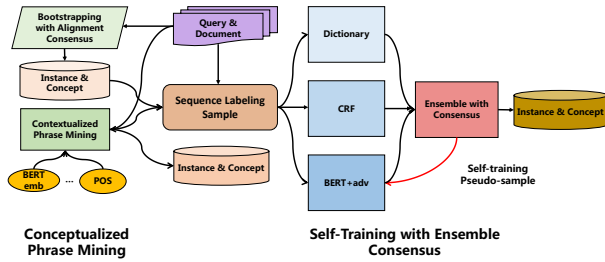 Bootstrapping
with Alignment
Consensus
Query &
Document
Dictionary
Instance &
Concept
Sequence Labeling
Sample
CRF
Ensemble with
Consensus
Instance & Concept
Contextualized
Phrase Mining
Instance & Concept
BERT+adv
Self-training
Pseudo-sample
BERT
emb
...
POS
Conceptualized
Phrase Mining
Self-Training with Ensemble
Consensus